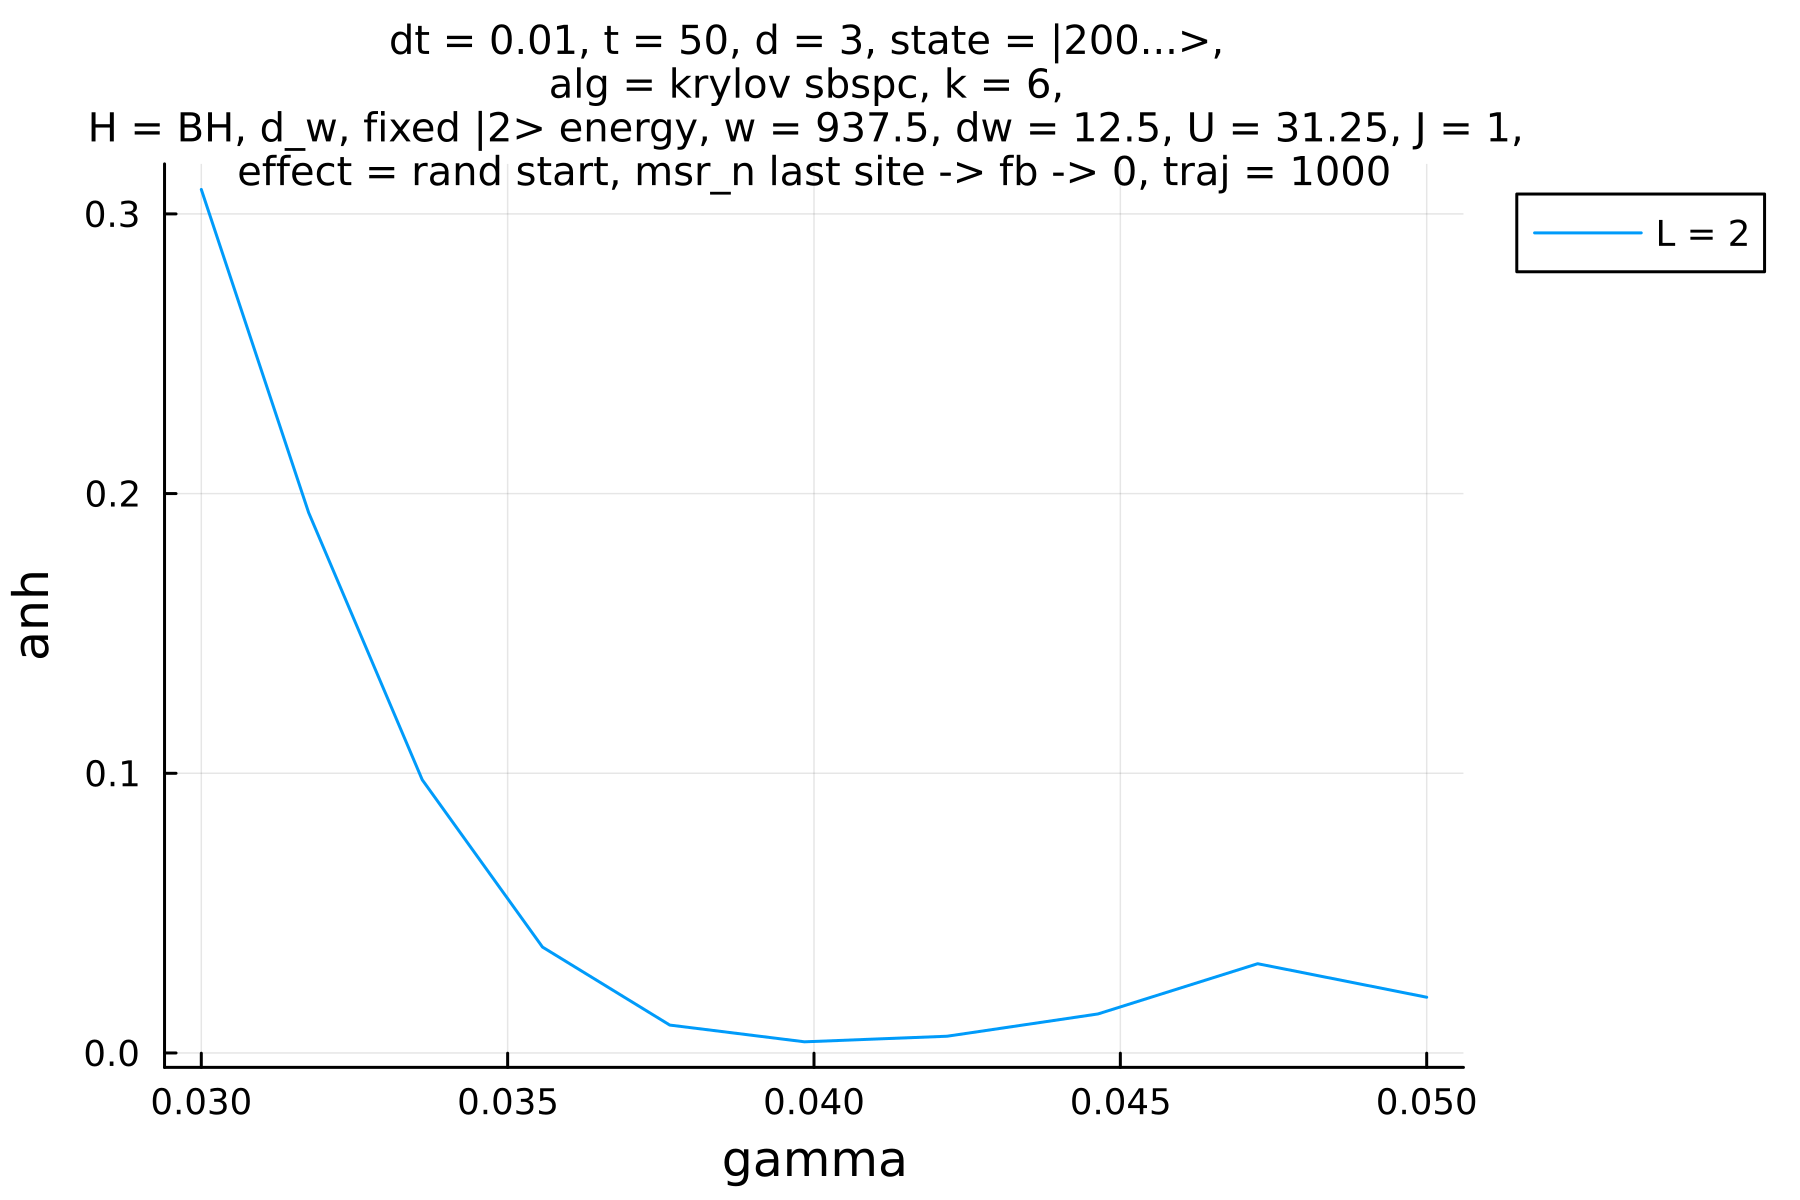 dt = 0.01, t = 50, d = 3, state = |200...>,
alg = krylov sbspc, k = 6,
H = BH, d_w, fixed |2> energy, w = 937.5, dw = 12.5, U = 31.25, J = 1,
effect = rand start, msr_n last site -> fb -> 0, traj = 1000
L = 2
0.3
0.2
0.1
0.0
anh
0.030 0.035 0.040 0.045 0.050
gamma